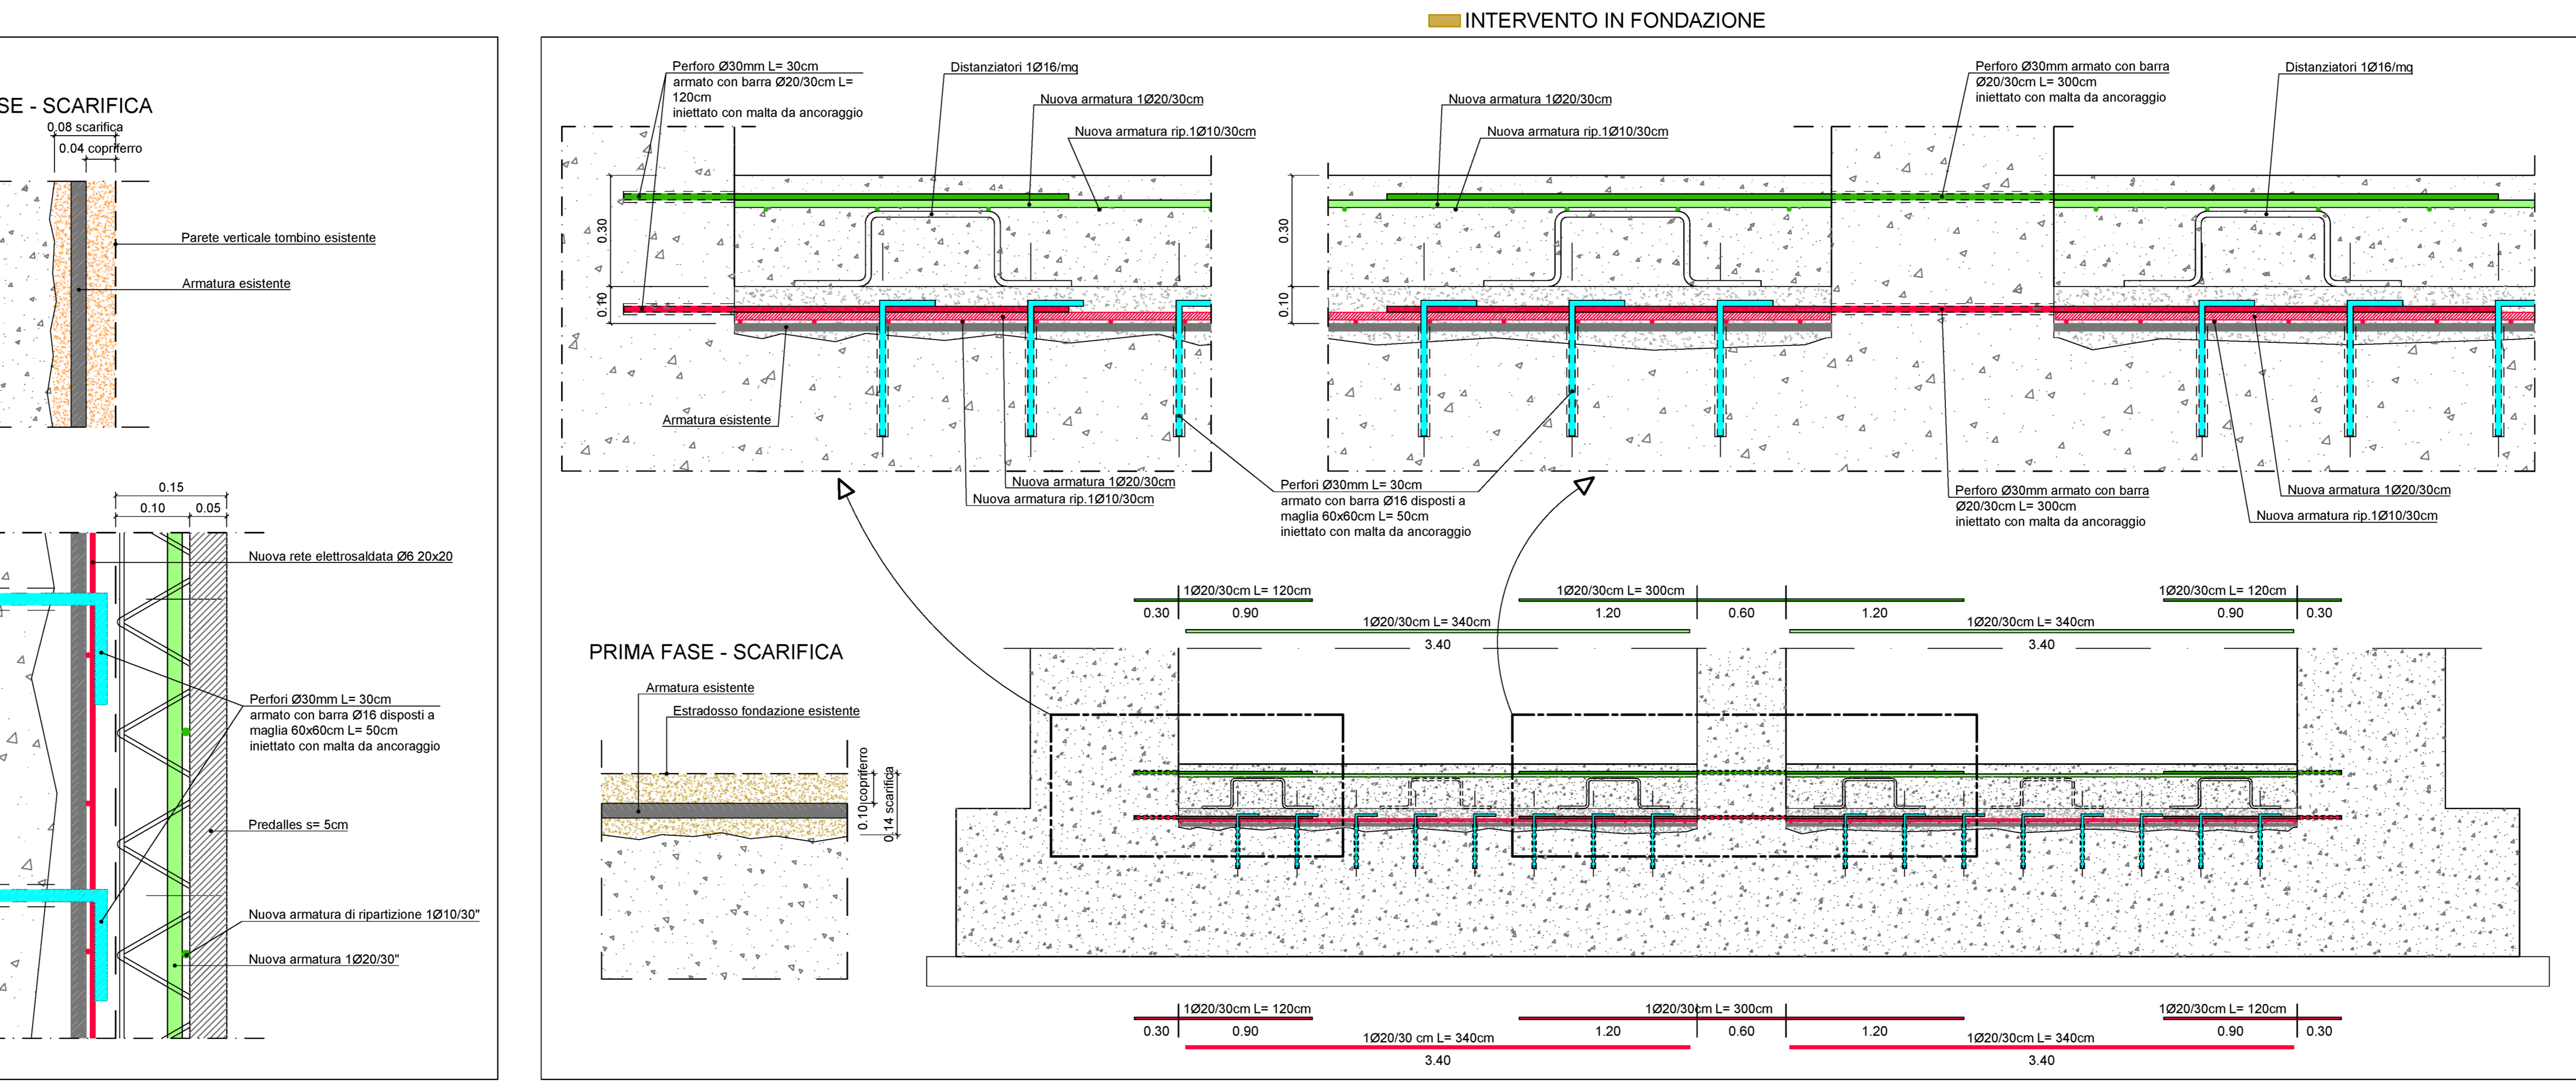 INTERVENTO IN FONDAZIONE
SE - SCARIFICA
0.08 scarifica
0.04 copriferro
Parete verticale tombino esistente
Armatura esistente
0.15
0.10
0.05
Nuova rete elettrosaldata Ø6 20x20
Perfori Ø30mm L= 30cm
armato con barra Ø16 disposti a
maglia 60x60cm L= 50cm
iniettato con malta da ancoraggio
Predalles s= 5cm
Nuova armatura di ripartizione 1Ø10/30"
Nuova armatura 1Ø20/30"
Perforo Ø30mm L= 30cm
armato con barra Ø20/30cm L=
120cm
iniettato con malta da ancoraggio
Distanziatori 1Ø16/mq
Nuova armatura 1Ø20/30cm
Nuova armatura rip.1Ø10/30cm
0.30
0.10
Armatura esistente
Nuova armatura 1Ø20/30cm
Nuova armatura rip.1Ø10/30cm
Nuova armatura 1Ø20/30cm
Nuova armatura rip.1Ø10/30cm
Perforo Ø30mm armato con barra
Ø20/30cm L= 300cm
iniettato con malta da ancoraggio
Distanziatori 1Ø16/mq
0.30
0.10
Perfori Ø30mm L= 30cm
armato con barra Ø16 disposti a
maglia 60x60cm L= 50cm
iniettato con malta da ancoraggio
Perforo Ø30mm armato con barra
Ø20/30cm L= 300cm
iniettato con malta da ancoraggio
Nuova armatura 1Ø20/30cm
Nuova armatura rip.1Ø10/30cm
PRIMA FASE - SCARIFICA
Armatura esistente
Estradosso fondazione esistente
0.10 copriferro
0.14 scarifica
1Ø20/30cm L= 120cm
1Ø20/30cm L= 300cm
1Ø20/30cm L= 120cm
0.30
0.90
1.20
0.60
1.20
0.90
0.30
1Ø20/30cm L= 340cm
1Ø20/30cm L= 340cm
3.40
3.40
1Ø20/30cm L= 120cm
1Ø20/30cm L= 300cm
1Ø20/30cm L= 120cm
0.30
0.90
1.20
0.60
1.20
0.90
0.30
1Ø20/30 cm L= 340cm
1Ø20/30cm L= 340cm
3.40
3.40